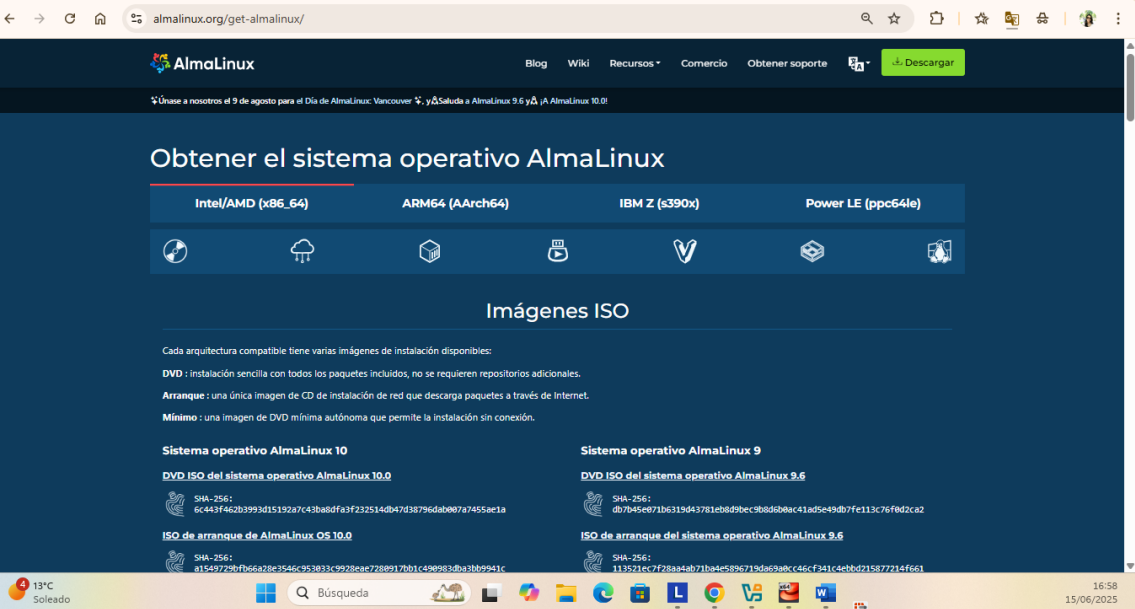 almalinux.org/get-almalinux/
AlmaLinux
Blog Wiki Recursos Comercio Obtener soporte Descargar
Únase a nosotros el 9 de agosto para el Día de AlmaLinux: Vancouver , y Saluda a AlmaLinux 9.6 y ¡A AlmaLinux 10.0!
Obtener el sistema operativo AlmaLinux
Intel/AMD (x86_64) ARM64 (AArch64) IBM Z (s390x) Power LE (ppc64le)
Imágenes ISO
Cada arquitectura compatible tiene varias imágenes de instalación disponibles:
DVD : instalación sencilla con todos los paquetes incluidos, no se requieren repositorios adicionales.
Arranque : una única imagen de CD de instalación de red que descarga paquetes a través de Internet.
Mínimo : una imagen de DVD mínima autónoma que permite la instalación sin conexión.
Sistema operativo AlmaLinux 10
DVD ISO del sistema operativo AlmaLinux 10.0
SHA-256:
6c443f462b3993d15192a7c43ba8dfa3f232514db47d38796dab007a7455ae1a
ISO de arranque de AlmaLinux OS 10.0
SHA-256:
a1549729bfb66a28e3546c953033c9928eae7280917bb1c490983dba3bb9941c
Sistema operativo AlmaLinux 9
DVD ISO del sistema operativo AlmaLinux 9.6
SHA-256:
db7b45e071b6319d43781eb8d9bec9b8d6b0ac41ad5e49db7fe113c76f0d2ca2
ISO de arranque del sistema operativo AlmaLinux 9.6
SHA-256:
113521ec7f28aa4ab71ba4e5896719da69a0cc46cf341c4ebbd215877214f661
4
13°C
Soleado
Búsqueda
16:58
15/06/2025